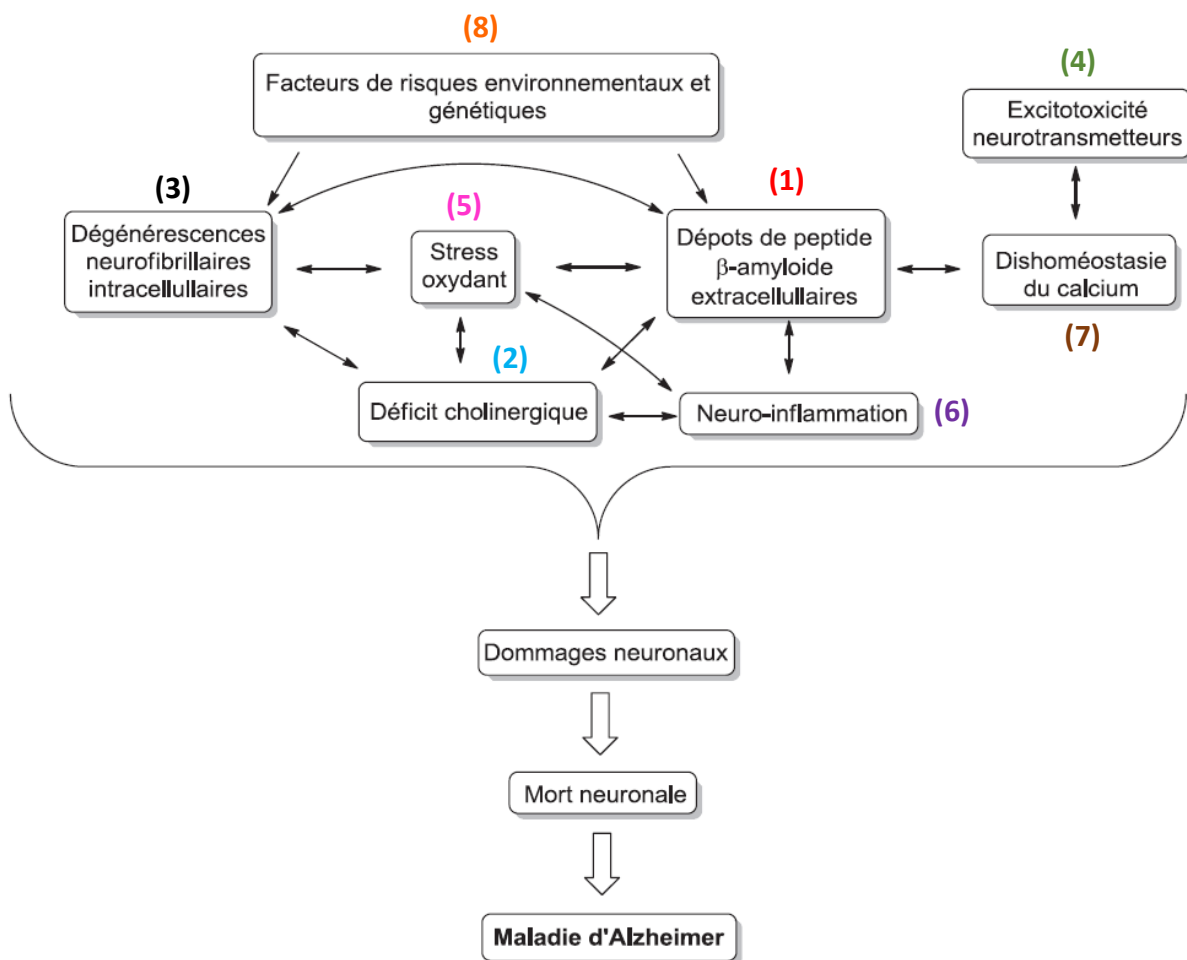 (8)
Facteurs de risques environnementaux et
génétiques
(4)
Excitotoxicité
neurotransmetteurs
(3)
Dégénérescences
neurofibrillaires
intracellullaires
(5)
Stress
oxydant
(1)
Dépots de peptide
β-amyloide
extracellullaires
Dishoméostasie
du calcium
(7)
(2)
Déficit cholinergique
Neuro-inflammation
(6)
Dommages neuronaux
Mort neuronale
Maladie d'Alzheimer